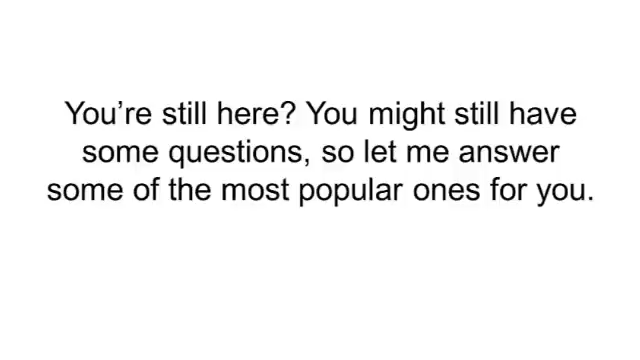 You’re still here? You might still have
some questions, so let me answer
some of the most popular ones for you.